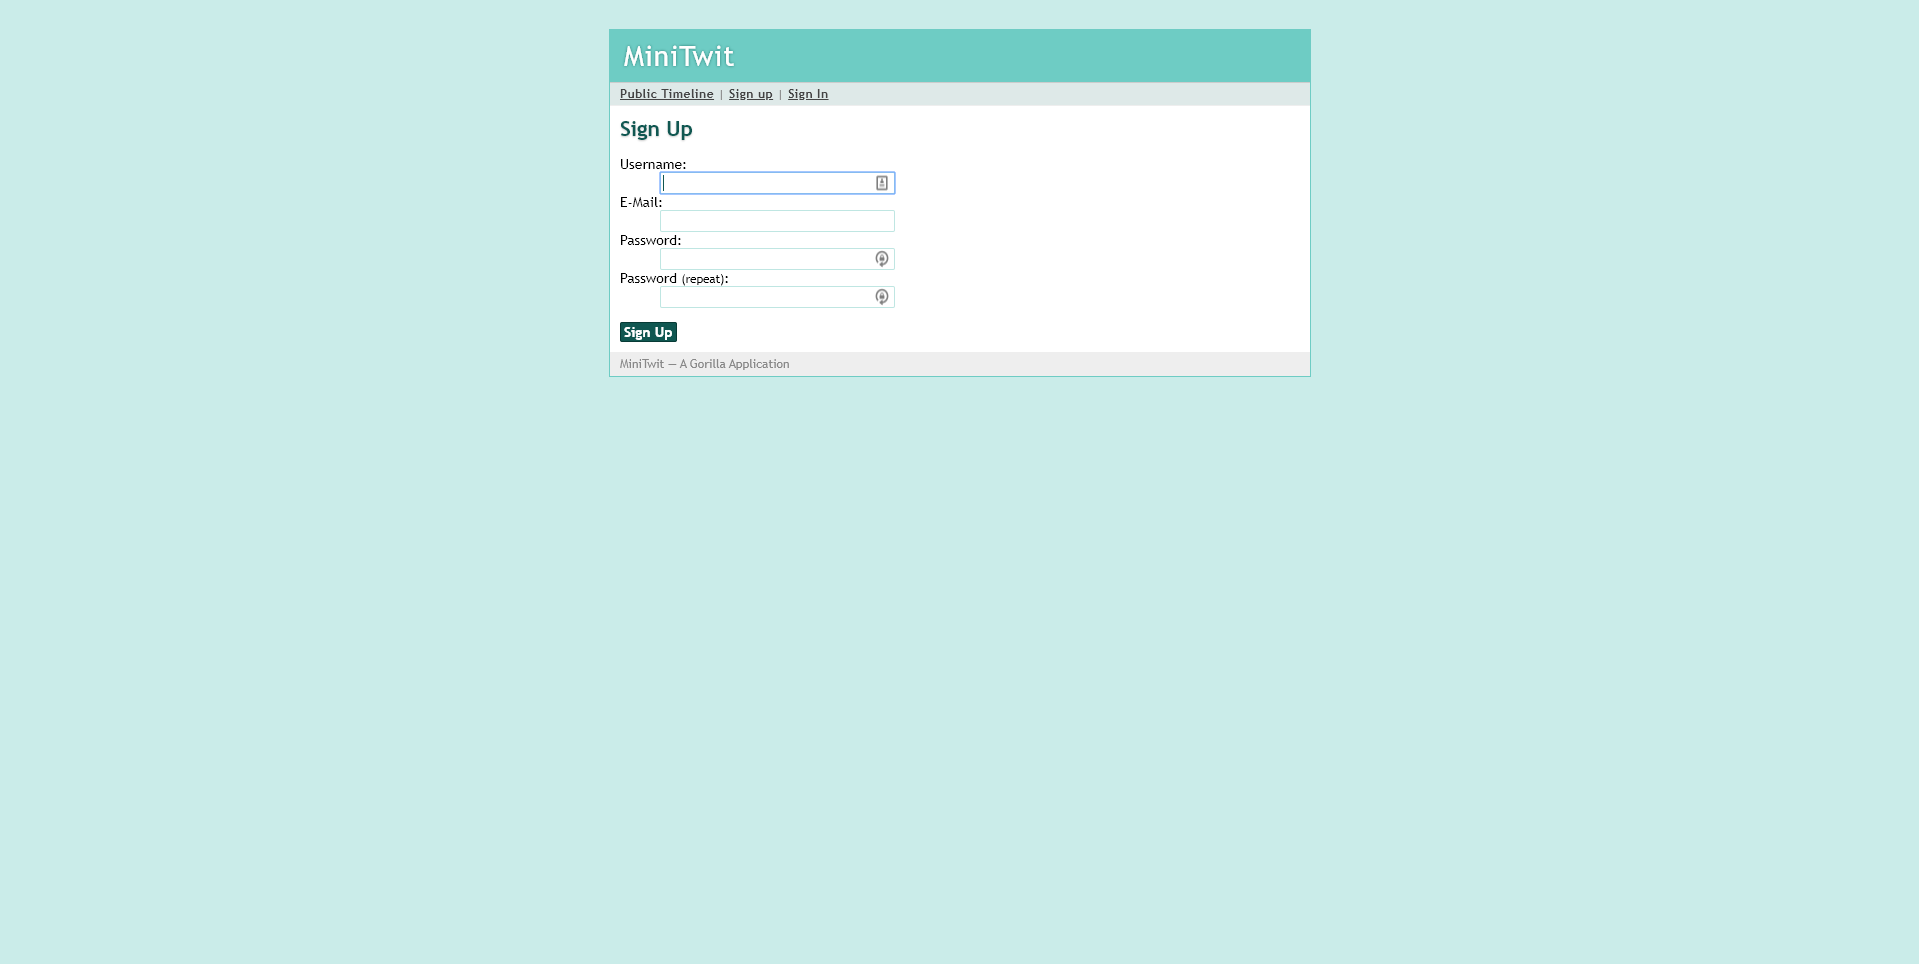 MiniTwit
Public Timeline | Sign up | Sign In
Sign Up
Username:
E-Mail:
Password:
Password (repeat):
Sign Up
MiniTwit — A Gorilla Application